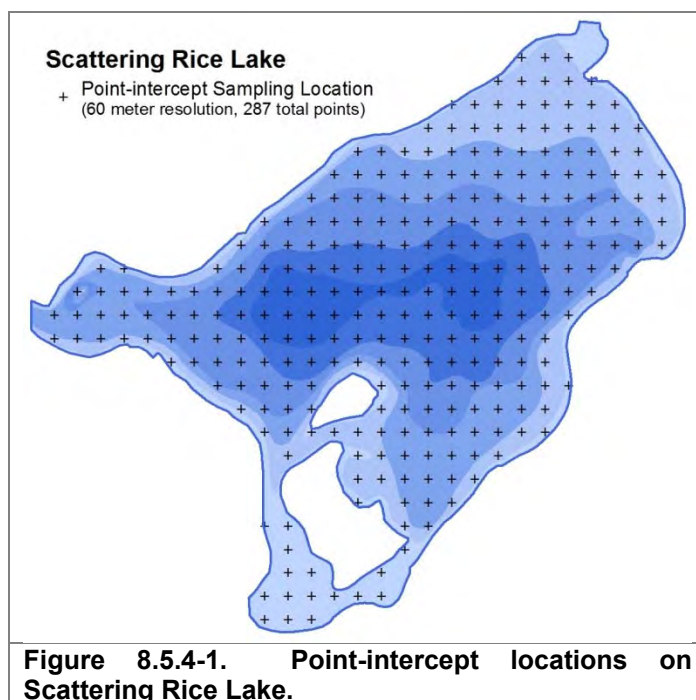 Scattering Rice Lake
+ Point-intercept Sampling Location
(60 meter resolution, 287 total points)
Figure 8.5.4-1. Point-intercept locations on
Scattering Rice Lake.